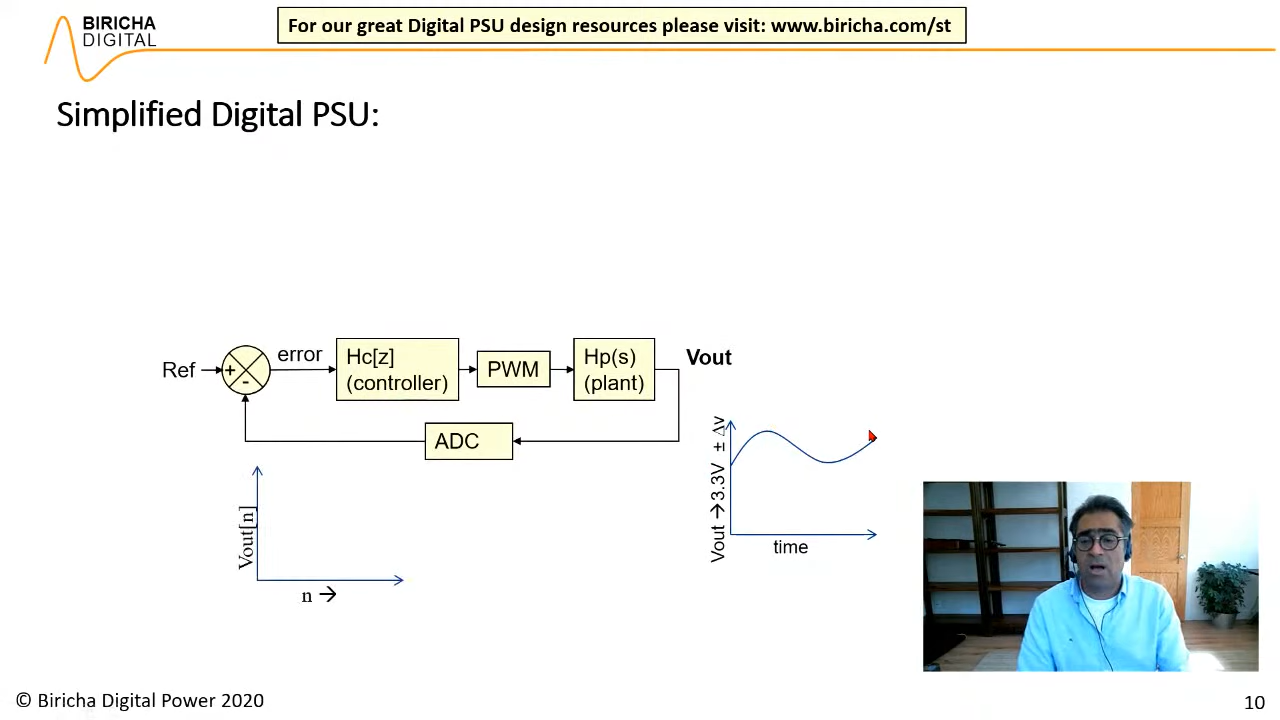 BIRICHA
DIGITAL
For our great Digital PSU design resources please visit: www.biricha.com/st
Simplified Digital PSU:
Ref
+
-
error
Hc[z]
(controller)
PWM
Hp(s)
(plant)
Vout
ADC
Vout[n]
n →
Vout → 3.3V ± Δv
time
© Biricha Digital Power 2020
10